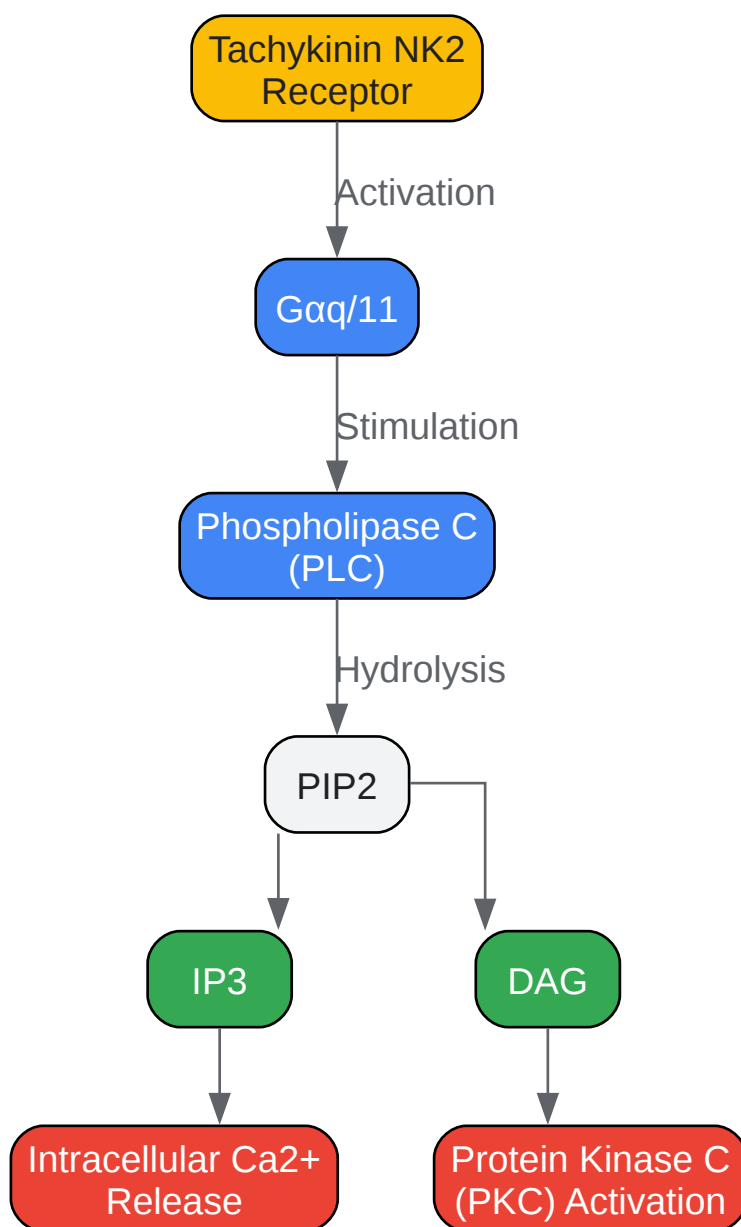 Tachykinin NK2
Receptor
Activation
Gαq/11
Stimulation
Phospholipase C
(PLC)
Hydrolysis
PIP2
IP3
DAG
Intracellular Ca2+
Release
Protein Kinase C
(PKC) Activation